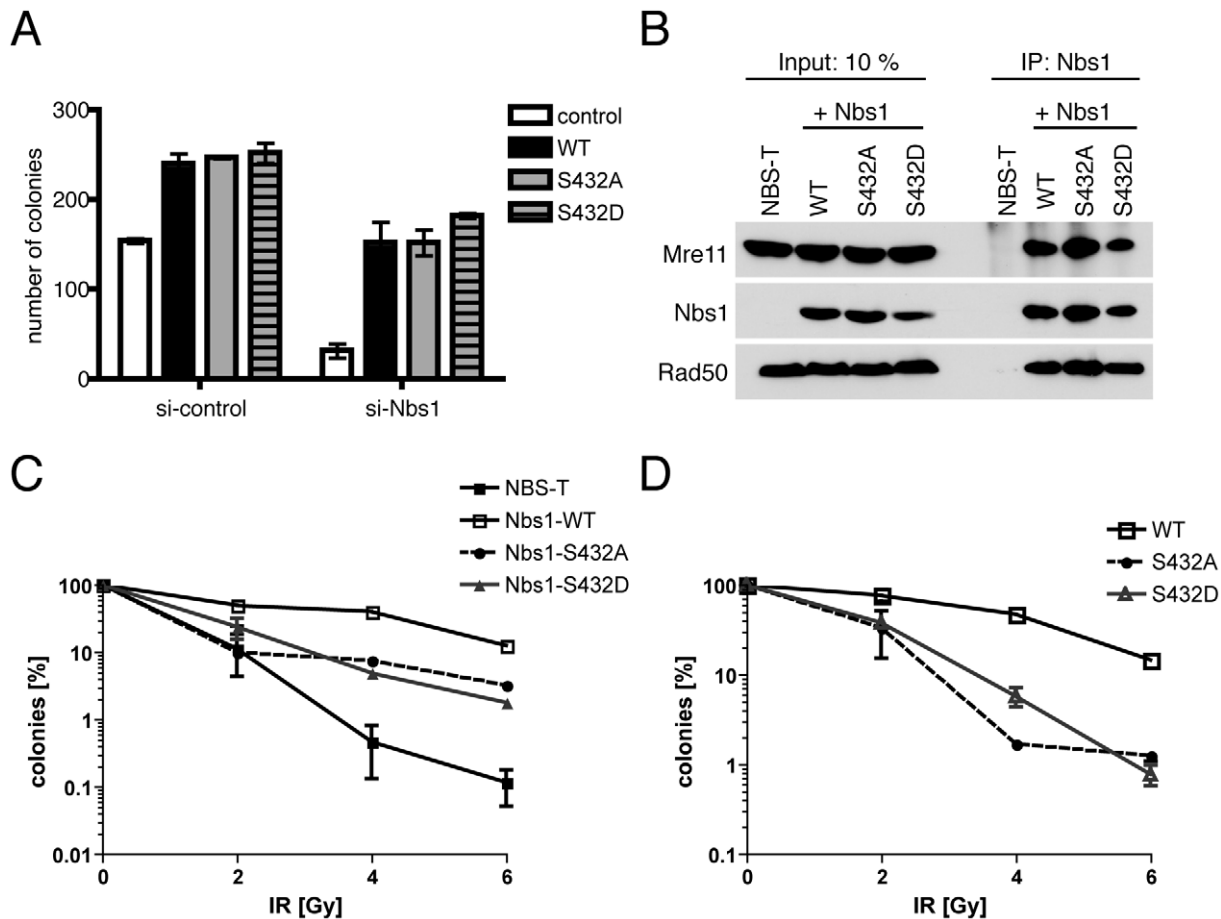 A
300
200
100
0
number of colonies
si-control
si-Nbs1
control
WT
S432A
S432D
B
Input: 10 %
IP: Nbs1
+ Nbs1
+ Nbs1
NBS-T
WT
S432A
S432D
NBS-T
WT
S432A
S432D
Mre11
Nbs1
Rad50
C
NBS-T
Nbs1-WT
Nbs1-S432A
Nbs1-S432D
100
10
1
0.1
0.01
colonies [%]
0
2
4
6
IR [Gy]
D
WT
S432A
S432D
100
10
1
0.1
colonies [%]
0
2
4
6
IR [Gy]